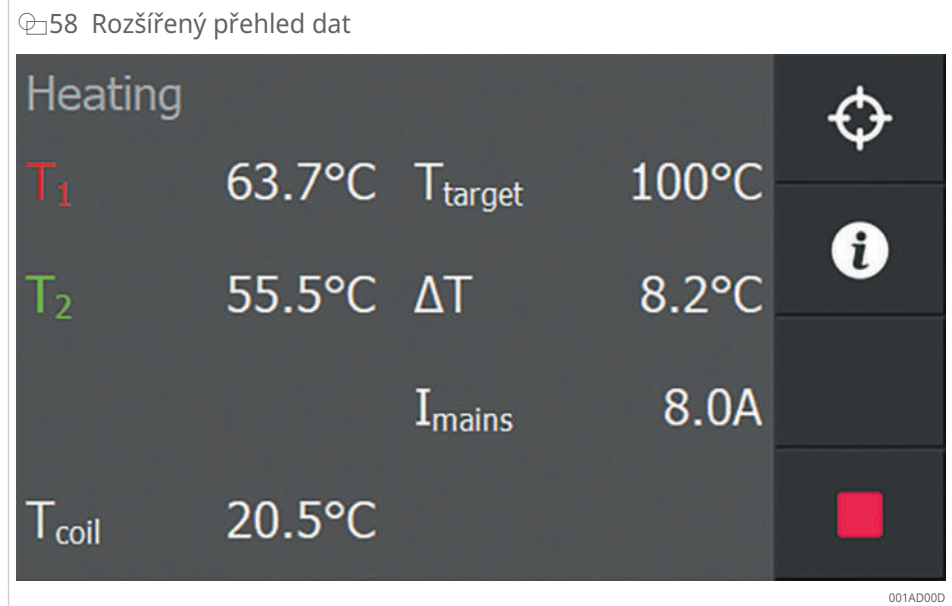 58 Rozšířený přehled dat
Heating
T1 63.7°C Ttarget 100°C
T2 55.5°C ΔT 8.2°C
Imains 8.0A
Tcoil 20.5°C
i
001AD00D